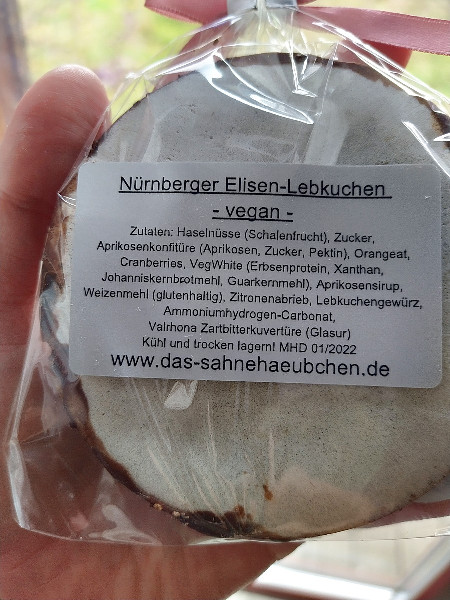 Nürnberger Elisen-Lebkuchen
- vegan -
Zutaten: Haselnüsse (Schalenfrucht), Zucker,
Aprikosenkonfitüre (Aprikosen, Zucker, Pektin), Orangeat,
Cranberries, VegWhite (Erbsenprotein, Xanthan,
Johanniskernbrotmehl, Guarkernmehl), Aprikosensirup,
Weizenmehl (glutenhaltig), Zitronenabrieb, Lebkuchengewürz,
Ammoniumhydrogen-Carbonat,
Valrhona Zartbitterkuvertüre (Glasur)
Kühl und trocken lagern! MHD 01/2022
www.das-sahnehaeubchen.de